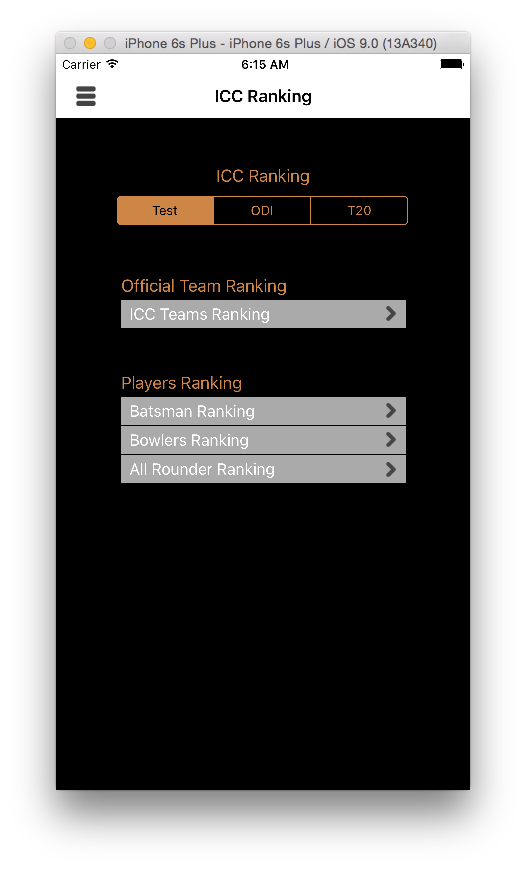 iPhone 6s Plus - iPhone 6s Plus / iOS 9.0 (13A340)
Carrier 6:15 AM
ICC Ranking
ICC Ranking
Test ODI T20
Official Team Ranking
ICC Teams Ranking
Players Ranking
Batsman Ranking
Bowlers Ranking
All Rounder Ranking